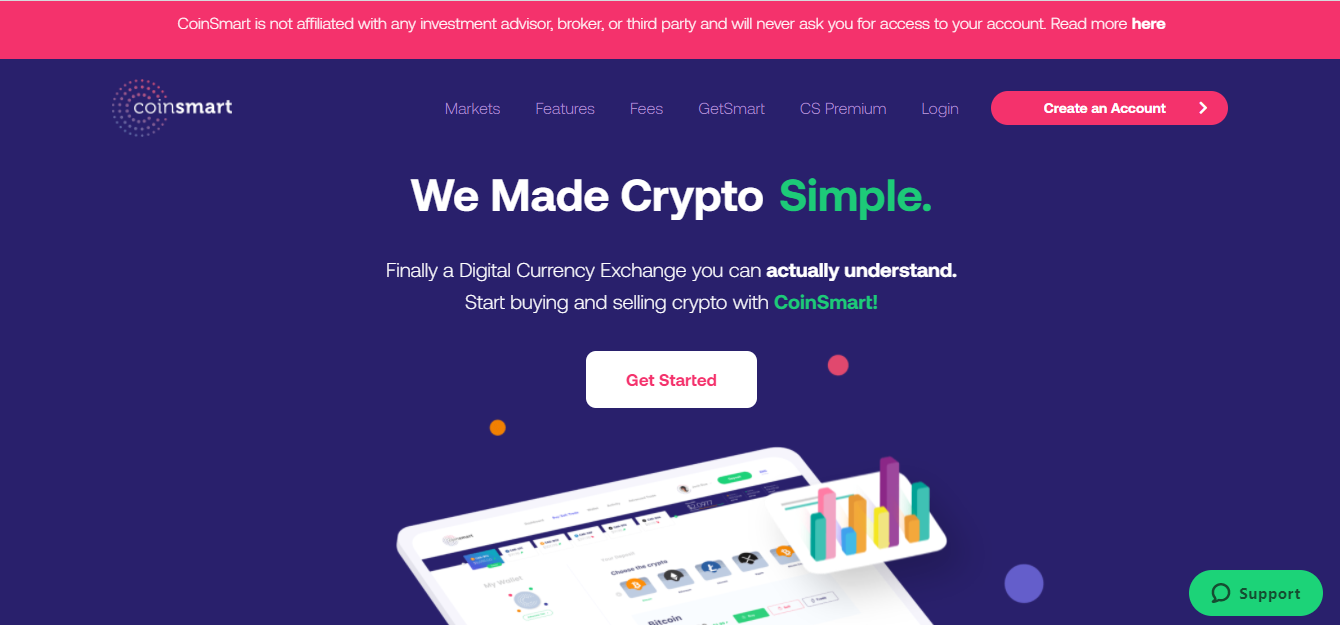 CoinSmart is not affiliated with any investment advisor, broker, or third party and will never ask you for access to your account. Read more here
coinsmart
Markets
Features
Fees
GetSmart
CS Premium
Login
Create an Account
We Made Crypto Simple.
Finally a Digital Currency Exchange you can actually understand.
Start buying and selling crypto with CoinSmart!
Get Started
My Wallet
Choose the crypto
Bitcoin
Support